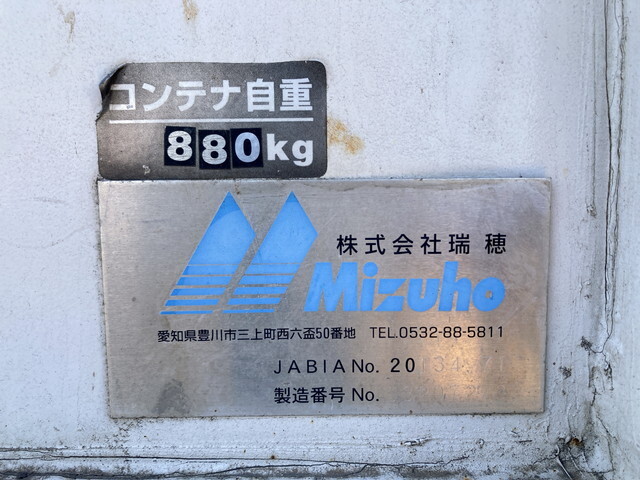 コンテナ自重
880kg
株式会社瑞穂
Mizuho
愛知県豊川市三上町西六盃50番地 TEL.0532-88-5811
JABIA No. 20
製造番号 No.